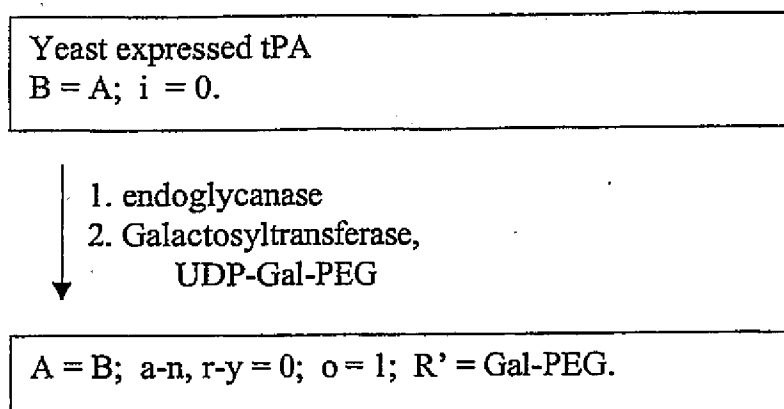 Yeast expressed tPA
B = A; i = 0.
1. endoglycanase
2. Galactosyltransferase,
UDP-Gal-PEG
A = B; a-n, r-y = 0; o = 1; R' = Gal-PEG.